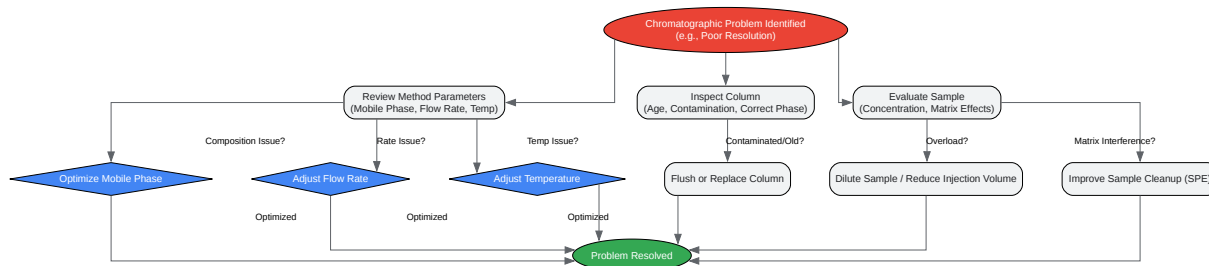 Chromatographic Problem Identified
(e.g., Poor Resolution)
Review Method Parameters
(Mobile Phase, Flow Rate, Temp)
Inspect Column
(Age, Contamination, Correct Phase)
Evaluate Sample
(Concentration, Matrix Effects)
Composition Issue?
Rate Issue?
Temp Issue?
Contaminated/Old?
Overload?
Matrix Interference?
Optimize Mobile Phase
Adjust Flow Rate
Adjust Temperature
Flush or Replace Column
Dilute Sample / Reduce Injection Volume
Improve Sample Cleanup (SPE)
Optimized
Optimized
Optimized
Problem Resolved